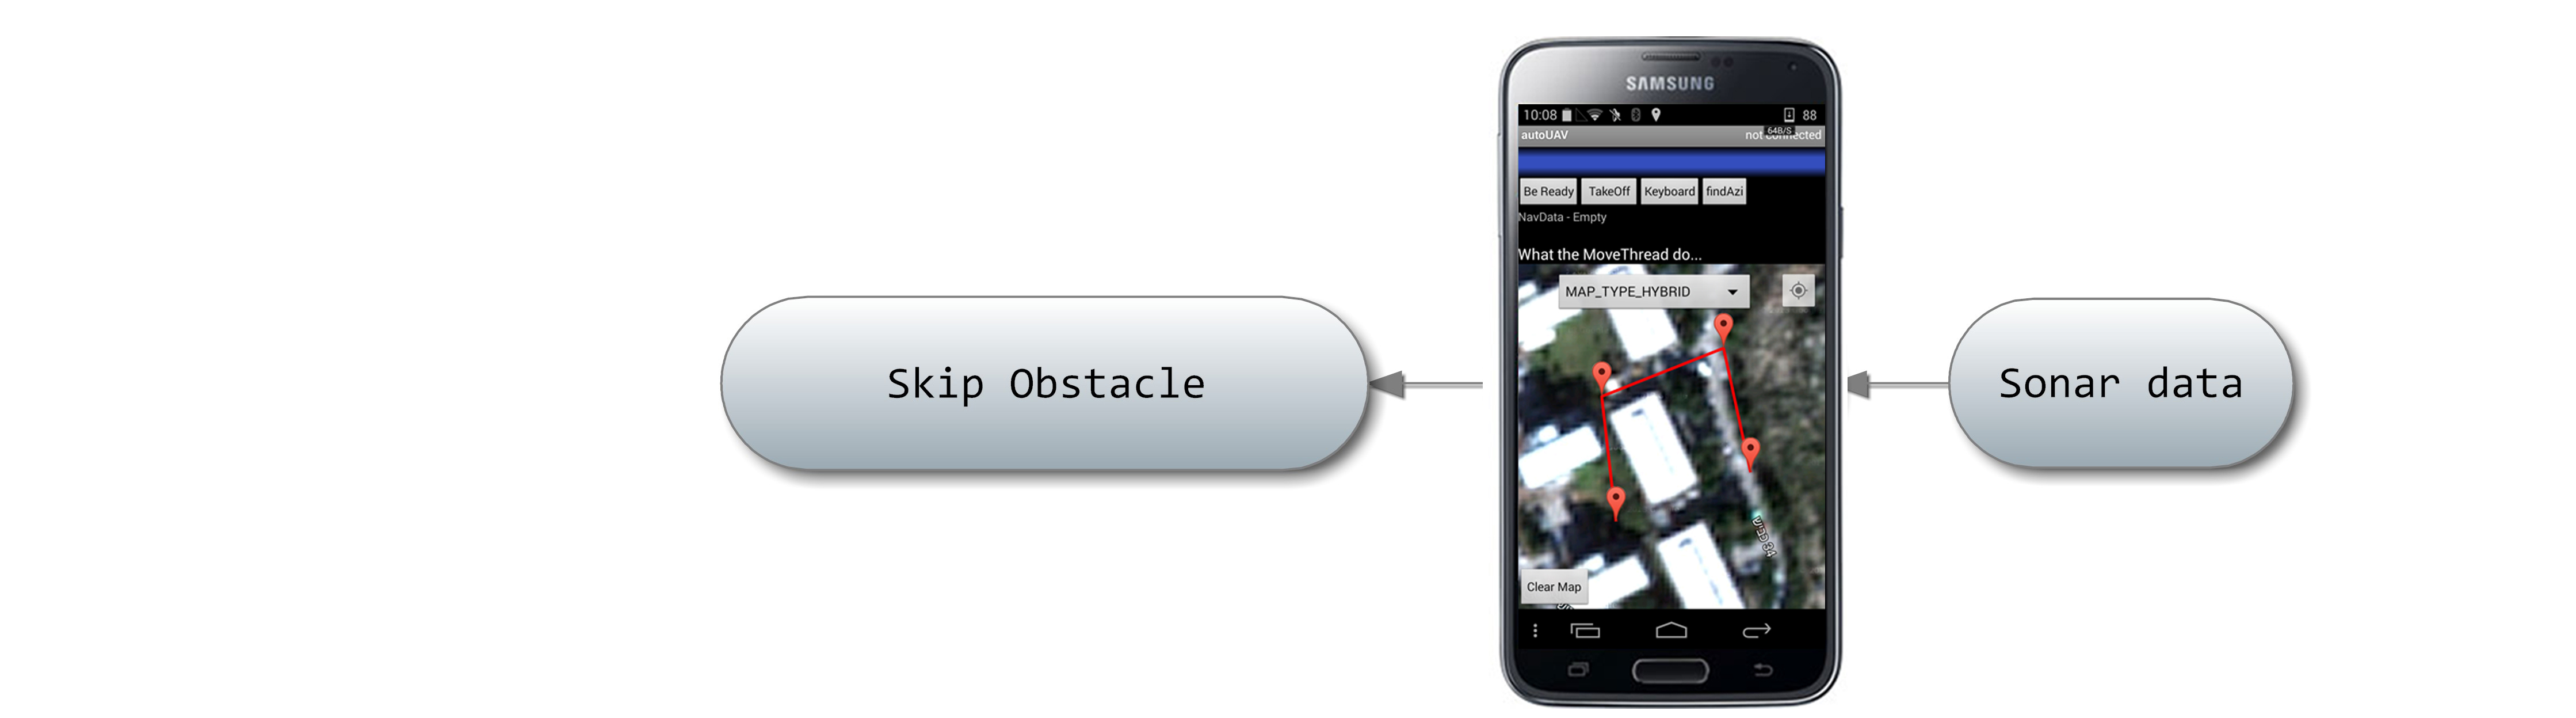 Skip Obstacle
SAMSUNG
10:08
88
autoUAV
not connected
64B/S
Be Ready
TakeOff
Keyboard
findAzi
NavData - Empty
What the MoveThread do...
MAP_TYPE_HYBRID
Clear Map
Sonar data